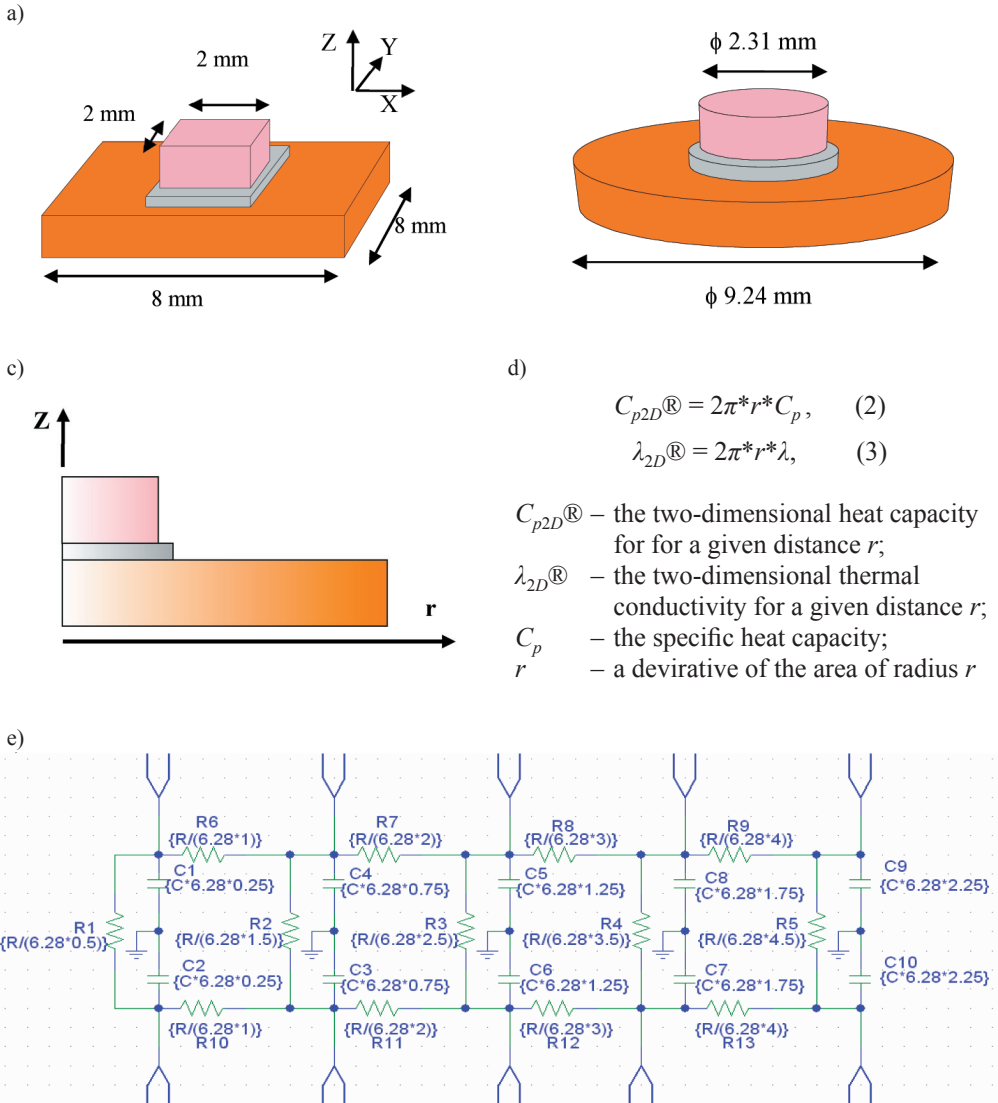 a)
Z
Y
X
2 mm
2 mm
8 mm
8 mm
ϕ 2.31 mm
ϕ 9.24 mm
c)
Z
r
d)
Cp2D® = 2π*r*Cp, (2)
λ2D® = 2π*r*λ, (3)
Cp2D® – the two-dimensional heat capacity
for for a given distance r;
λ2D® – the two-dimensional thermal
conductivity for a given distance r;
Cp – the specific heat capacity;
r – a devirative of the area of radius r
e)
R6
{R/(6.28*1)}
R7
{R/(6.28*2)}
R8
{R/(6.28*3)}
R9
{R/(6.28*4)}
C1
{C*6.28*0.25}
C4
{C*6.28*0.75}
C5
{C*6.28*1.25}
C8
{C*6.28*1.75}
C9
{C*6.28*2.25}
R1
{R/(6.28*0.5)}
R2
{R/(6.28*1.5)}
R3
{R/(6.28*2.5)}
R4
{R/(6.28*3.5)}
R5
{R/(6.28*4.5)}
C2
{C*6.28*0.25}
C3
{C*6.28*0.75}
C6
{C*6.28*1.25}
C7
{C*6.28*1.75}
C10
{C*6.28*2.25}
{R/(6.28*1)}
R10
{R/(6.28*2)}
R11
{R/(6.28*3)}
R12
{R/(6.28*4)}
R13